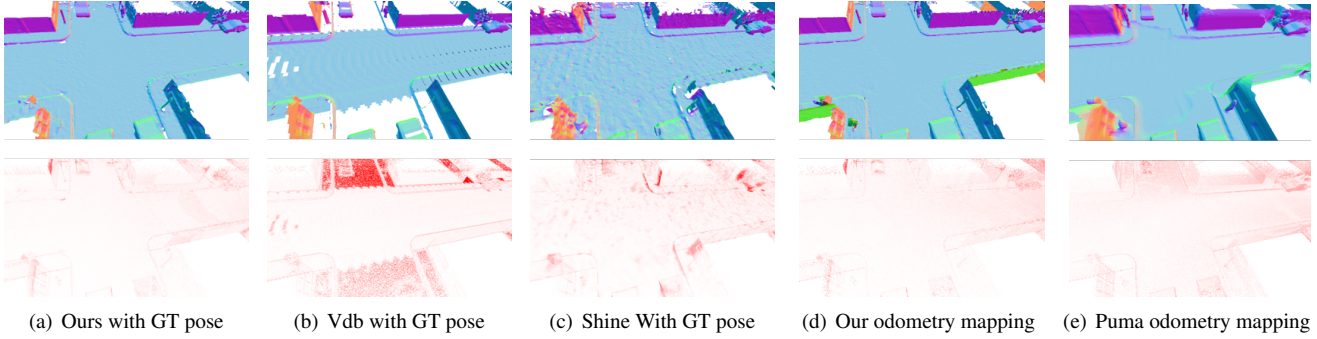 (a) Ours with GT pose
(b) Vdb with GT pose
(c) Shine With GT pose
(d) Our odometry mapping
(e) Puma odometry mapping